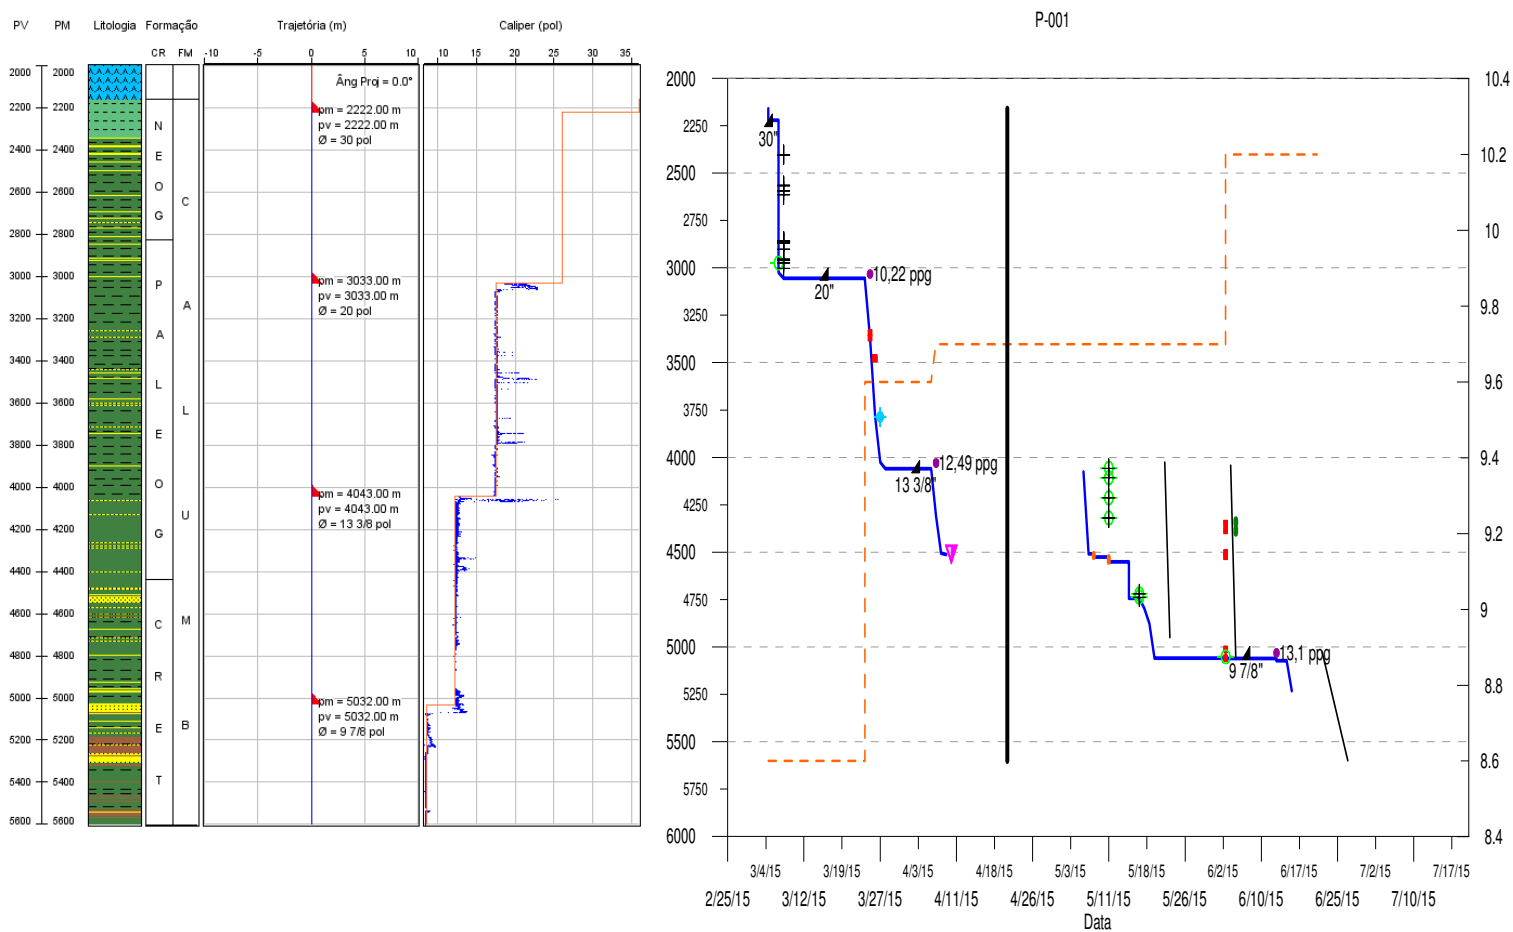 P-001
PV PM Litologia Formação Trajetória (m) Caliper (pol)
CR FM -10 -5 0 5 10 10 15 20 25 30 35
2000 2000
2200 2200
2400 2400
2600 2600
2800 2800
3000 3000
3200 3200
3400 3400
3600 3600
3800 3800
4000 4000
4200 4200
4400 4400
4600 4600
4800 4800
5000 5000
5200 5200
5400 5400
5600 5600
N
E
O
G
P
A
L
E
O
G
C
R
E
T
C
A
L
U
M
B
Âng Proj = 0.0°
pm = 2222.00 m
pv = 2222.00 m
Ø = 30 pol
pm = 3033.00 m
pv = 3033.00 m
Ø = 20 pol
pm = 4043.00 m
pv = 4043.00 m
Ø = 13 3/8 pol
pm = 5032.00 m
pv = 5032.00 m
Ø = 9 7/8 pol
2000
2250
2500
2750
3000
3250
3500
3750
4000
4250
4500
4750
5000
5250
5500
5750
6000
30"
20"
10,22 ppg
12,49 ppg
13 3/8"
13,1 ppg
9 7/8"
10.4
10.2
10
9.8
9.6
9.4
9.2
9
8.8
8.6
8.4
3/4/15 3/19/15 4/3/15 4/18/15 5/3/15 5/18/15 6/2/15 6/17/15 7/2/15 7/17/15
2/25/15 3/12/15 3/27/15 4/11/15 4/26/15 5/11/15 5/26/15 6/10/15 6/25/15 7/10/15
Data